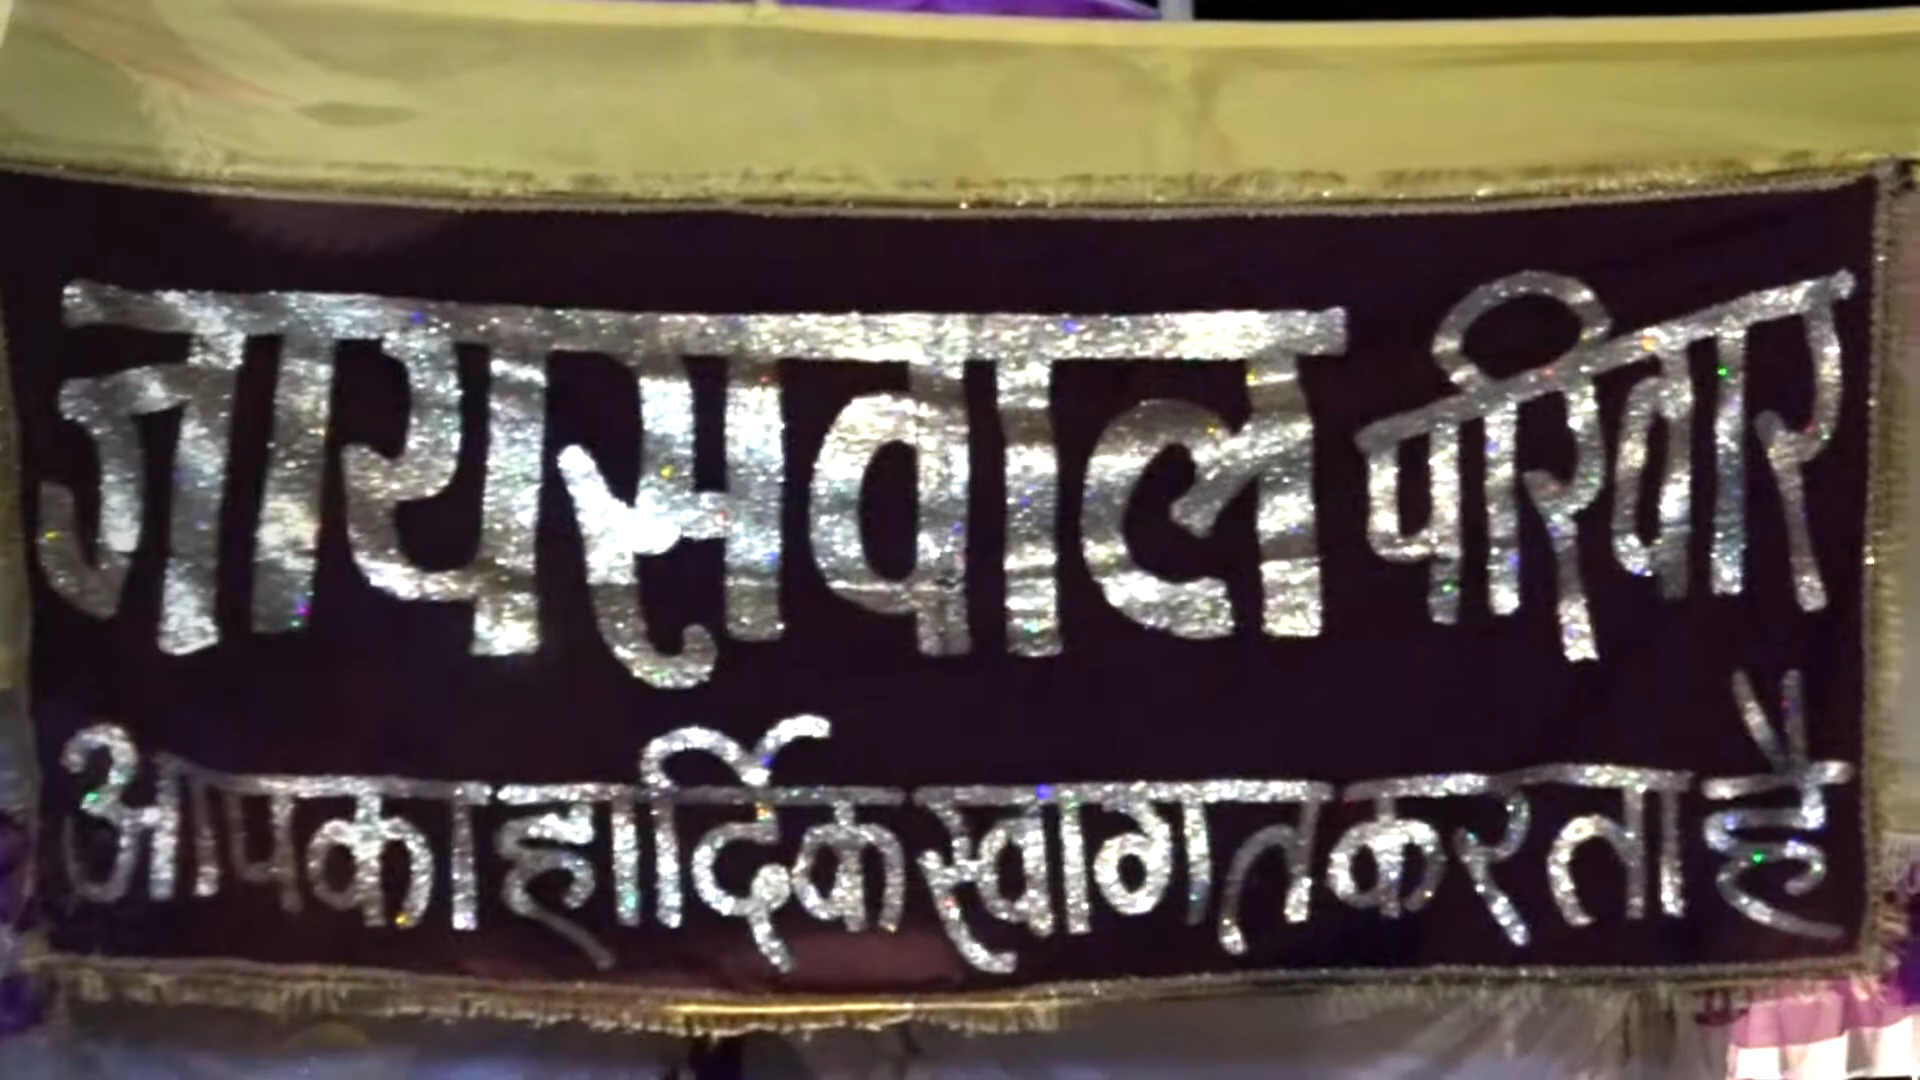 जायसवाल परिवार
आपका हार्दिक स्वागत करता है